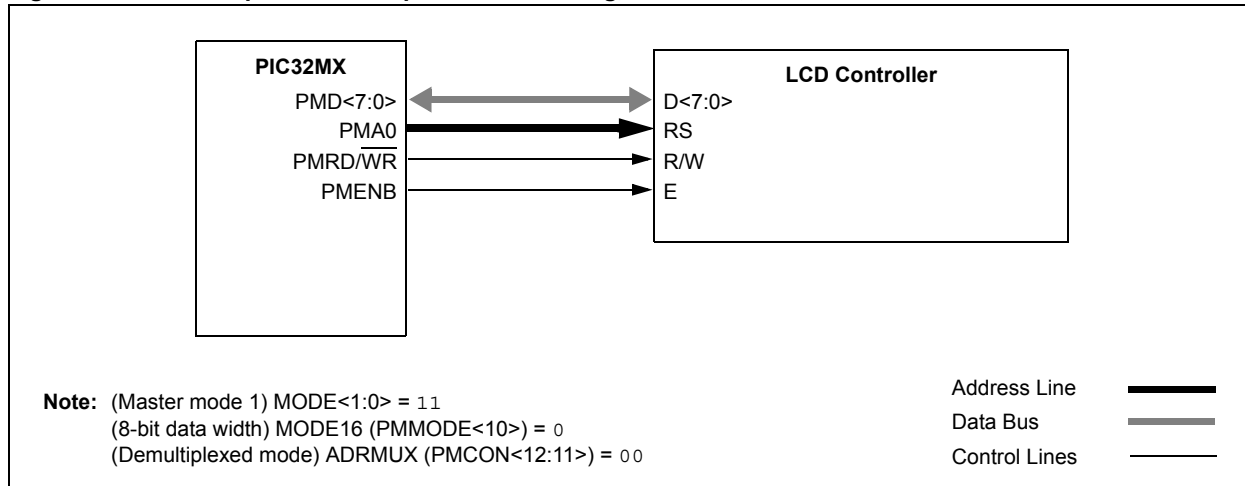 PIC32MX
LCD Controller
PMD<7:0>
D<7:0>
PMA0
RS
PMRD/WR
R/W
PMENB
E
Note: (Master mode 1) MODE<1:0> = 11
(8-bit data width) MODE16 (PMMODE<10>) = 0
(Demultiplexed mode) ADRMUX (PMCON<12:11>) = 00
Address Line
Data Bus
Control Lines